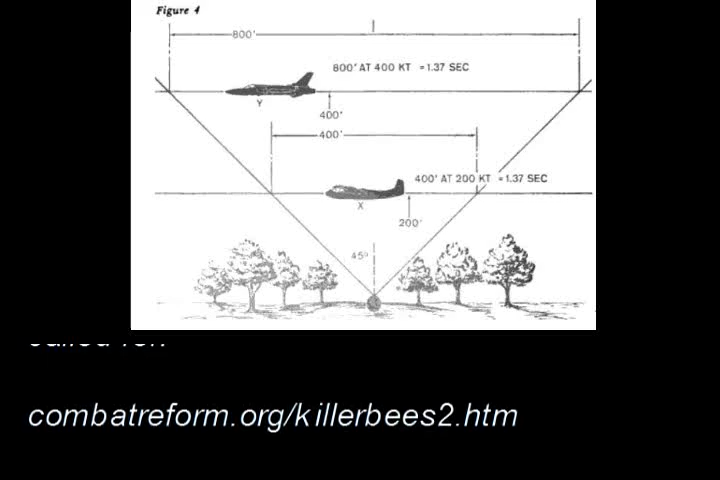 Figure 4
800'
800' AT 400 KT = 1.37 SEC
Y
400'
400'
400' AT 200 KT = 1.37 SEC
X
200'
45°
combatreform.org/killerbees2.htm